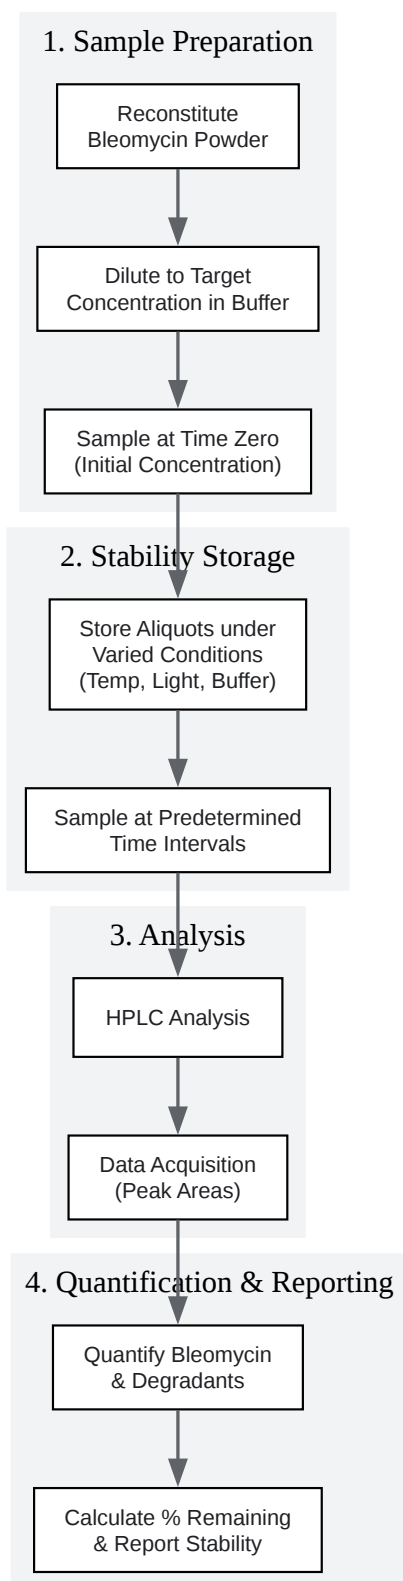 1. Sample Preparation
Reconstitute
Bleomycin Powder
Dilute to Target
Concentration in Buffer
Sample at Time Zero
(Initial Concentration)
2. Stability Storage
Store Aliquots under
Varied Conditions
(Temp, Light, Buffer)
Sample at Predetermined
Time Intervals
3. Analysis
HPLC Analysis
Data Acquisition
(Peak Areas)
4. Quantification & Reporting
Quantify Bleomycin
& Degradants
Calculate % Remaining
& Report Stability